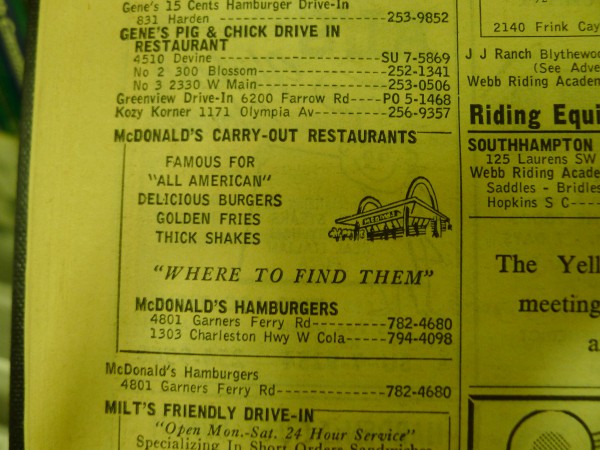 Gene's 15 Cents Hamburger Drive-In
831 Harden ---------------253-9852
GENE'S PIG & CHICK DRIVE IN
RESTAURANT
4510 Devine ---------------SU 7-5869
No 2 300 Blossom----------------252-1341
No 3 2330 W Main----------------253-0506
Greenview Drive-In 6200 Farrow Rd----PO 5-1468
Kozy Korner 1171 Olympia Av----------256-9357
McDONALD'S CARRY-OUT RESTAURANTS
FAMOUS FOR
"ALL AMERICAN"
DELICIOUS BURGERS
GOLDEN FRIES
THICK SHAKES
"WHERE TO FIND THEM"
McDONALD'S HAMBURGERS
4801 Garners Ferry Rd-----------782-4680
1303 Charleston Hwy W Cola------794-4098
McDonald's Hamburgers
4801 Garners Ferry Rd----------------782-4680
MILT'S FRIENDLY DRIVE-IN
"Open Mon.-Sat. 24 Hour Service"
Specializing In Short Orders Sandwiches
2140 Frink Cay
J J Ranch Blythewo
(See Adve
Webb Riding Academ
Riding Equi
SOUTHHAMPTON
125 Laurens SW
Webb Riding Acade
Saddles - Bridles
Hopkins S C----
The Yell
meeting
a